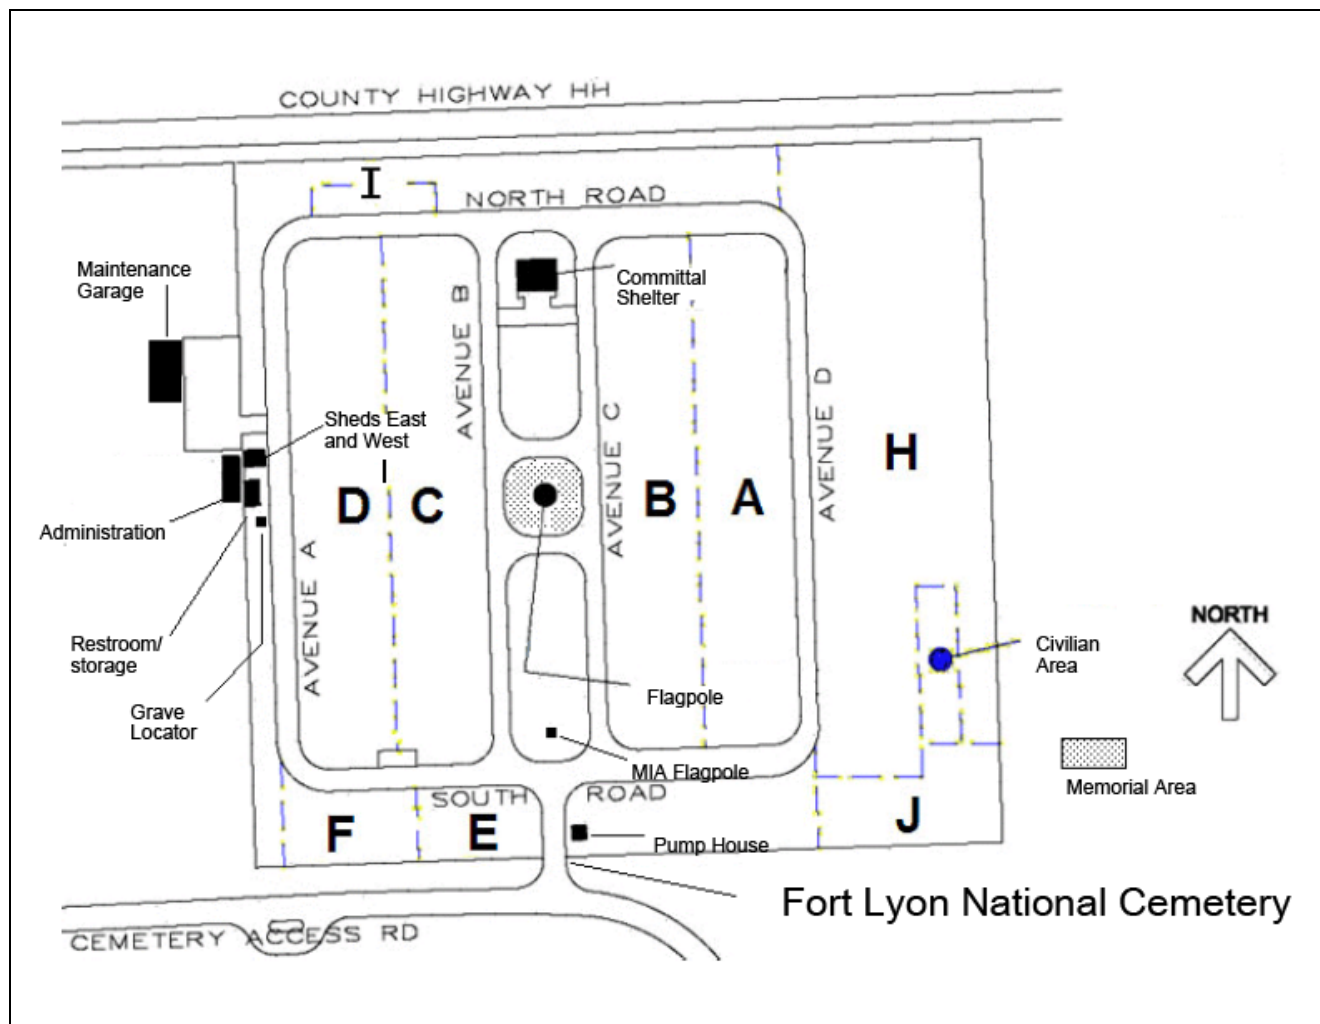 COUNTY HIGHWAY HH
I
NORTH ROAD
Maintenance
Garage
Committal
Shelter
AVENUE B
AVENUE D
Sheds East
and West
AVENUE C
H
D
C
B
A
Administration
AVENUE A
Restroom/
storage
Civilian
Area
NORTH
Grave
Locator
Flagpole
MIA Flagpole
Memorial Area
SOUTH ROAD
F
E
J
Pump House
Fort Lyon National Cemetery
CEMETERY ACCESS RD